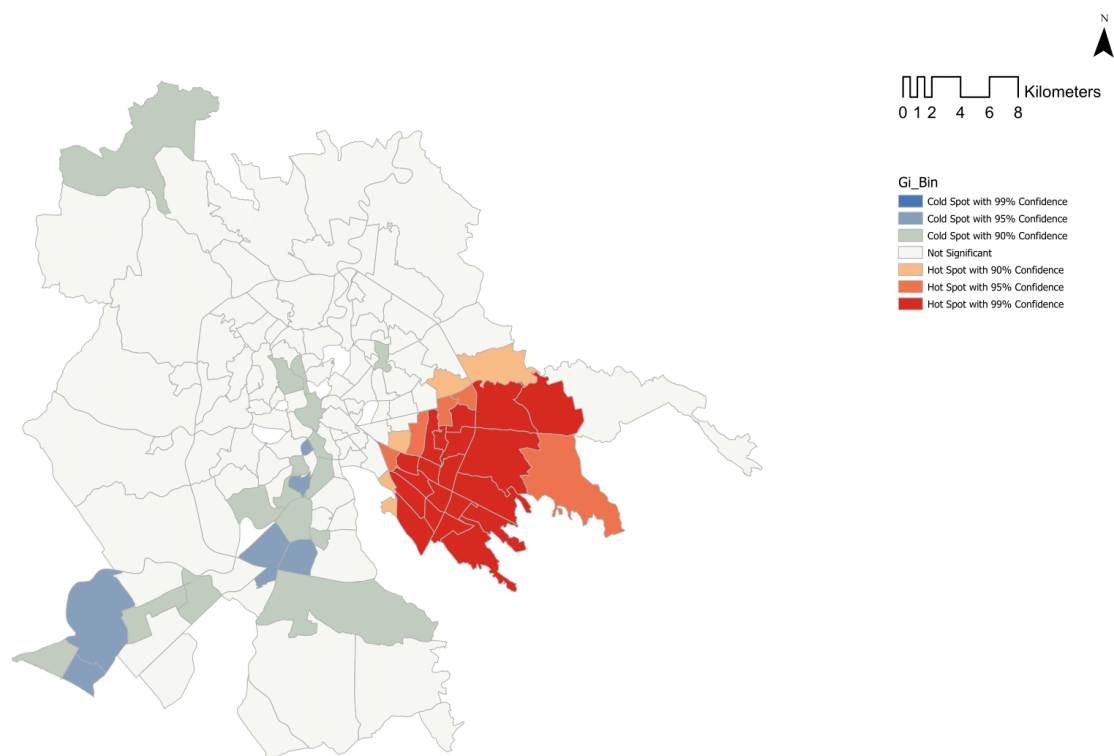 N
Kilometers
0 1 2 4 6 8
Gi_Bin
Cold Spot with 99% Confidence
Cold Spot with 95% Confidence
Cold Spot with 90% Confidence
Not Significant
Hot Spot with 90% Confidence
Hot Spot with 95% Confidence
Hot Spot with 99% Confidence